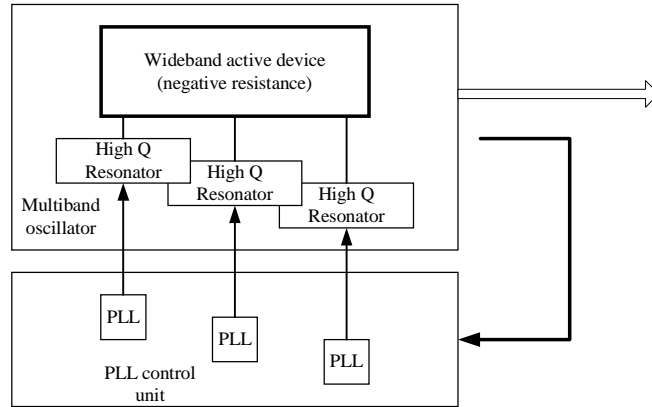 Wideband active device
(negative resistance)
High Q
Resonator
High Q
Resonator
High Q
Resonator
Multiband
oscillator
PLL
PLL
PLL
PLL control
unit